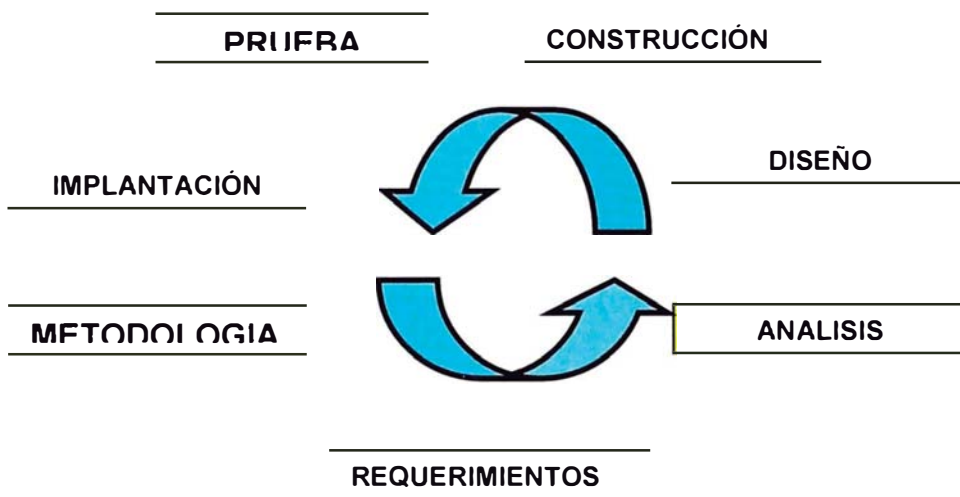 PRUEBA
CONSTRUCCIÓN
DISEÑO
IMPLANTACIÓN
METODOLOGIA
ANALISIS
REQUERIMIENTOS